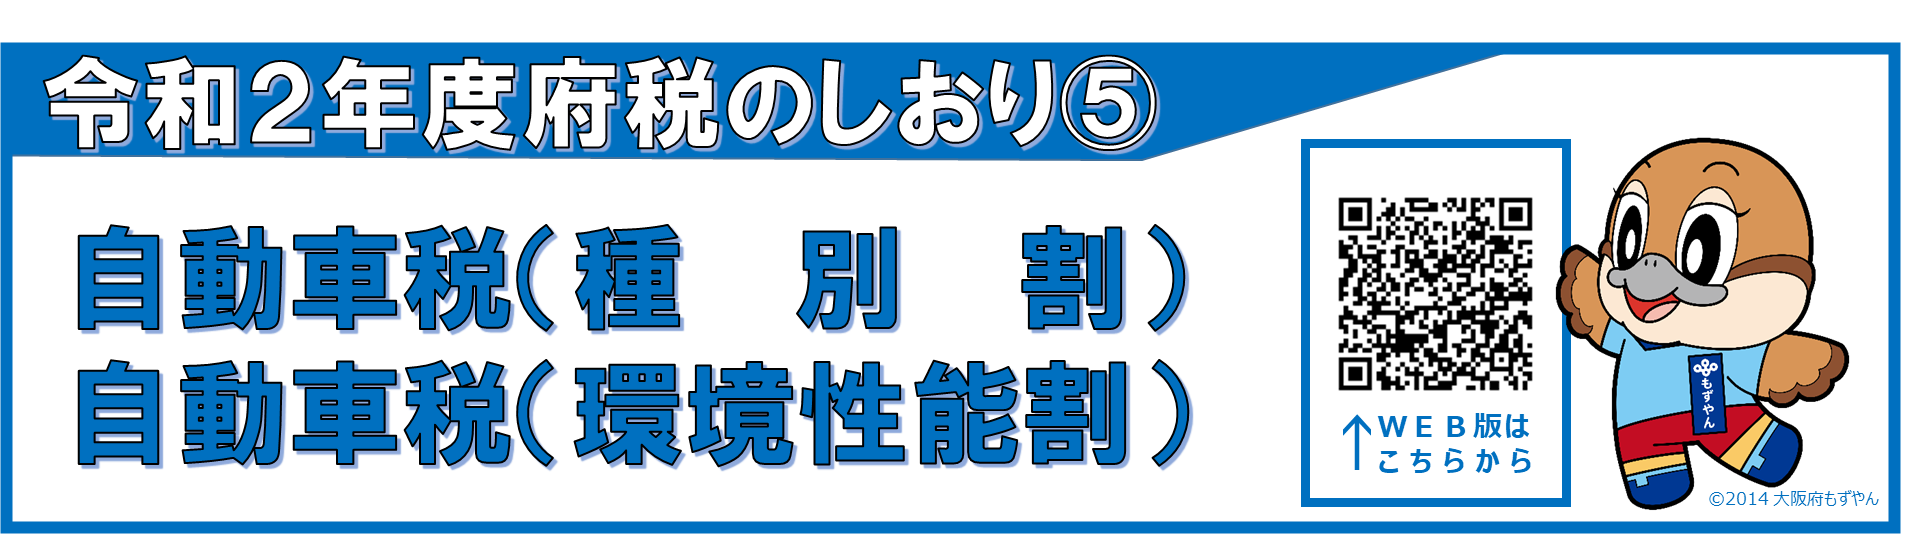 令和２年度府税のしおり⑤
自動車税（種　別　割）
自動車税（環境性能割）
↑ＷＥＢ版は
こちらから
もずやん
©2014 大阪府もずやん